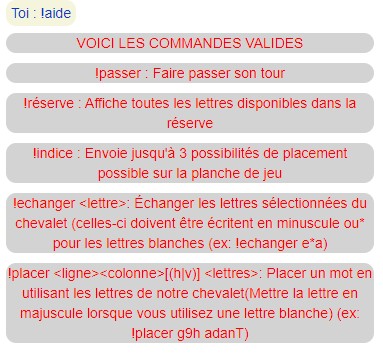 Toi : !aide
VOICI LES COMMANDES VALIDES
!passer : Faire passer son tour
!réserve : Affiche toutes les lettres disponibles dans la
réserve
!indice : Envoie jusqu'à 3 possibilités de placement
possible sur la planche de jeu
!echanger <lettre>: Échanger les lettres sélectionnées du
chevalet (celles-ci doivent être écritent en minuscule ou*
pour les lettres blanches (ex: !echanger e*a)
!placer <ligne><colonne>[(h|v)] <lettres>: Placer un mot en
utilisant les lettres de notre chevalet(Mettre la lettre en
majuscule lorsque vous utilisez une lettre blanche) (ex:
!placer g9h adanT)